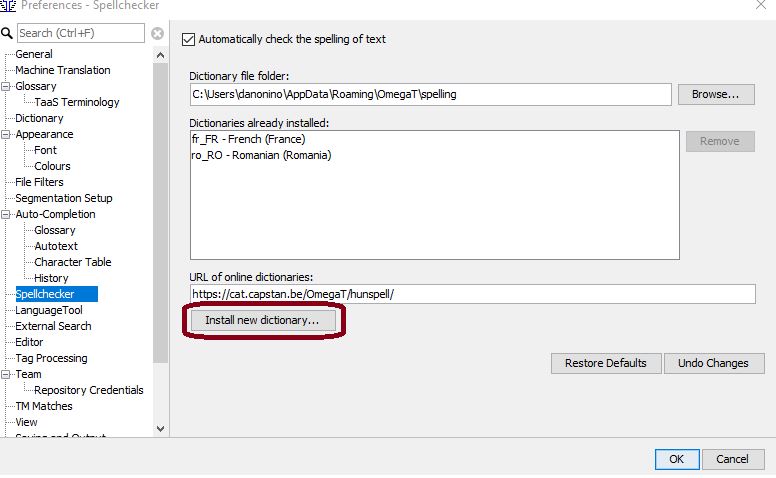 Preferences - Spellchecker
Search (Ctrl+F)
General
Machine Translation
Glossary
TaaS Terminology
Dictionary
Appearance
Font
Colours
File Filters
Segmentation Setup
Auto-Completion
Glossary
Autotext
Character Table
History
Spellchecker
LanguageTool
External Search
Editor
Tag Processing
Team
Repository Credentials
TM Matches
View
Saving and Output
Automatically check the spelling of text
Dictionary file folder:
C:\Users\danonino\AppData\Roaming\OmegaT\spelling
Browse...
Dictionaries already installed:
fr_FR - French (France)
ro_RO - Romanian (Romania)
Remove
URL of online dictionaries:
https://cat.capstan.be/OmegaT/hunspell/
Install new dictionary...
Restore Defaults
Undo Changes
OK
Cancel